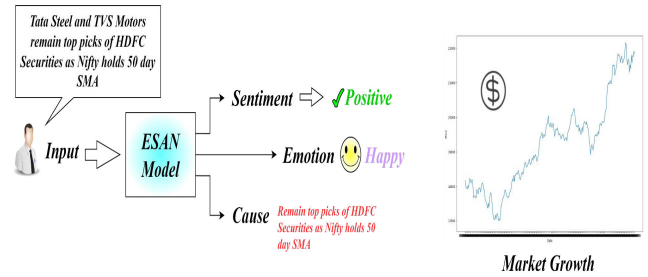 Tata Steel and TVS Motors
remain top picks of HDFC
Securities as Nifty holds 50 day
SMA
Input
ESAN
Model
Sentiment
Positive
Emotion
Happy
Cause
Remain top picks of HDFC
Securities as Nifty holds 50
day SMA
$
Market Growth